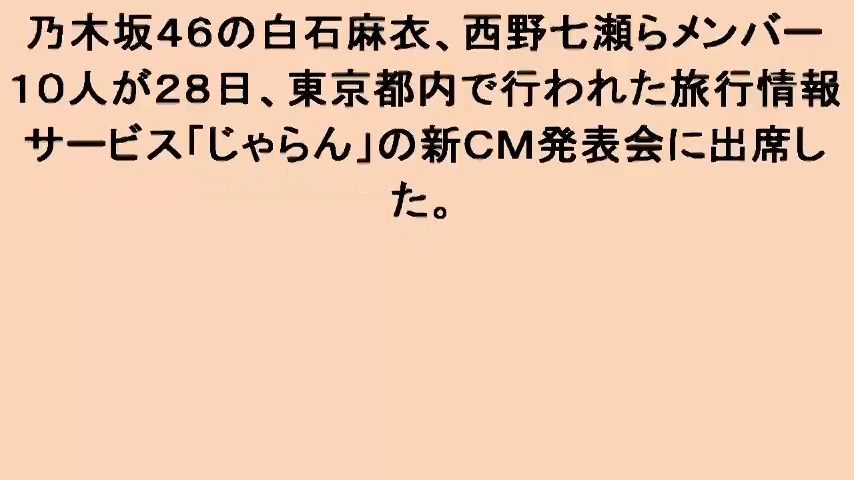 乃木坂46の白石麻衣、西野七瀬らメンバー
10人が28日、東京都内で行われた旅行情報
サービス「じゃらん」の新CM発表会に出席し
た。